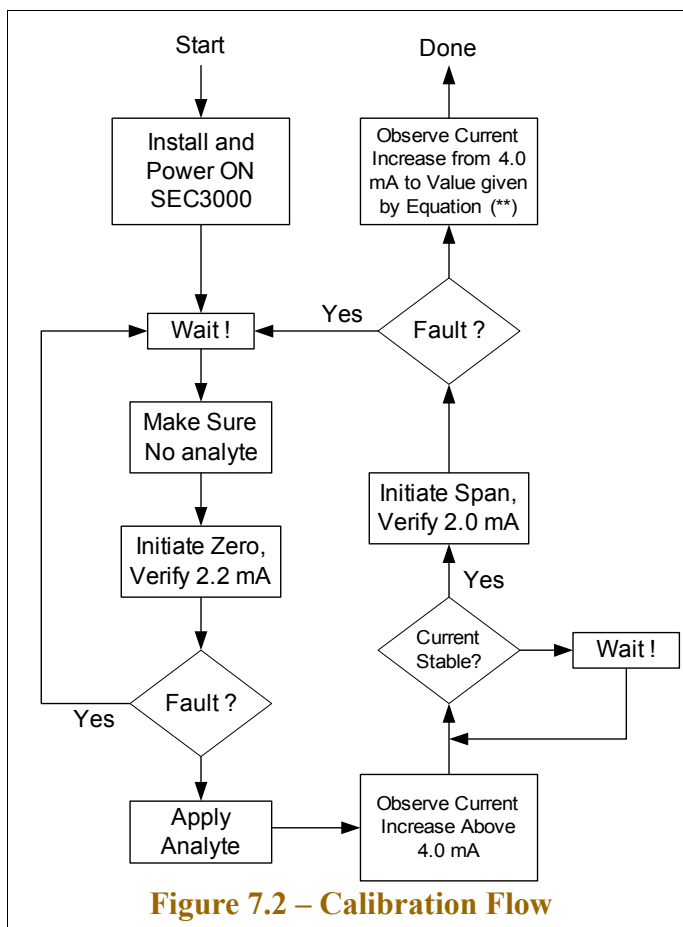 Start
Install and
Power ON
SEC3000
Wait !
Make Sure
No analyte
Initiate Zero,
Verify 2.2 mA
Fault ?
Yes
Apply
Analyte
Observe Current
Increase Above
4.0 mA
Current
Stable?
Wait !
Yes
Initiate Span,
Verify 2.0 mA
Fault ?
Yes
Observe Current
Increase from 4.0
mA to Value given
by Equation (**)
Done
Figure 7.2 – Calibration Flow